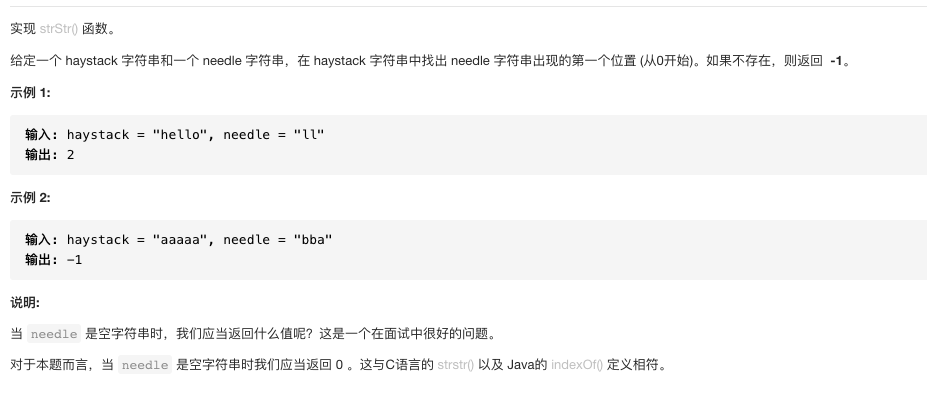 实现 strStr() 函数。
给定一个 haystack 字符串和一个 needle 字符串，在 haystack 字符串中找出 needle 字符串出现的第一个位置 (从0开始)。如果不存在，则返回 -1。
示例 1:
输入: haystack = "hello", needle = "ll"
输出: 2
示例 2:
输入: haystack = "aaaaa", needle = "bba"
输出: -1
说明:
当 needle 是空字符串时，我们应当返回什么值呢？这是一个在面试中很好的问题。
对于本题而言，当 needle 是空字符串时我们应当返回 0 。这与C语言的 strstr() 以及 Java的 indexOf() 定义相符。